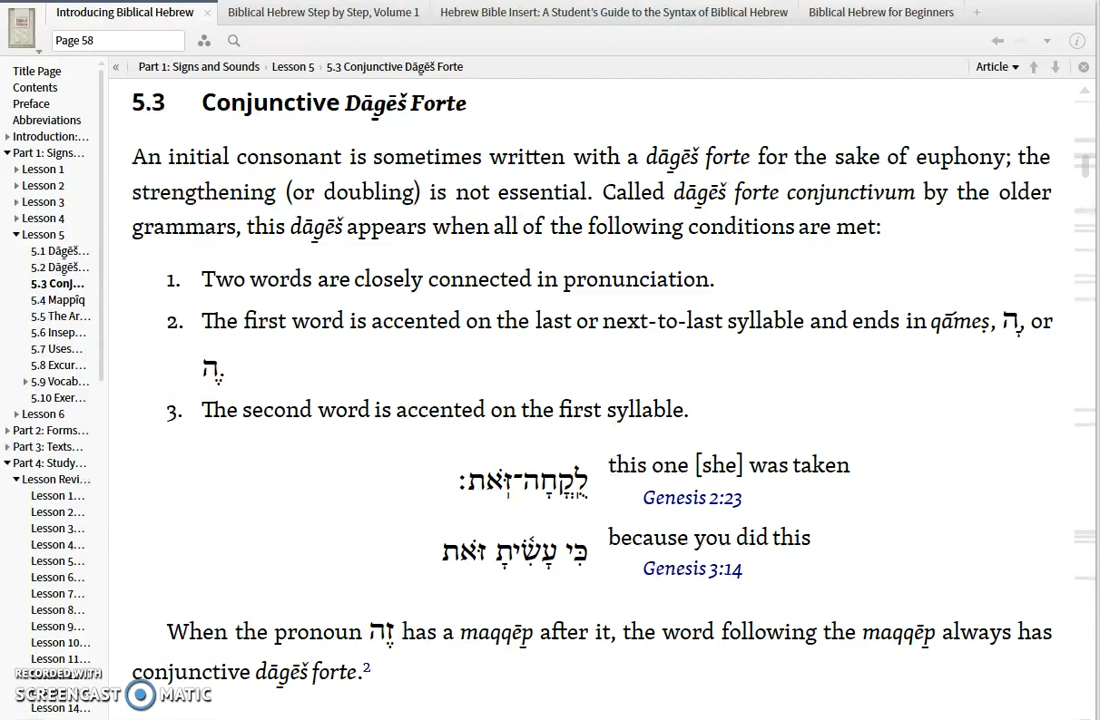 Introducing Biblical Hebrew
Biblical Hebrew Step by Step, Volume 1
Hebrew Bible Insert: A Student's Guide to the Syntax of Biblical Hebrew
Biblical Hebrew for Beginners
Page 58
Part 1: Signs and Sounds › Lesson 5 › 5.3 Conjunctive Dāḡēš Forte
Article
Title Page
Contents
Preface
Abbreviations
Introduction:...
Part 1: Signs...
Lesson 1
Lesson 2
Lesson 3
Lesson 4
Lesson 5
5.1 Dāḡēš...
5.2 Dāḡēš...
5.3 Conj...
5.4 Mappîq
5.5 The Ar...
5.6 Insep...
5.7 Uses...
5.8 Excur...
5.9 Vocab...
5.10 Exer...
Lesson 6
Part 2: Forms...
Part 3: Texts...
Part 4: Study...
Lesson Revi...
Lesson 1...
Lesson 2...
Lesson 3...
Lesson 4...
Lesson 5...
Lesson 6...
Lesson 7...
Lesson 8...
Lesson 9...
Lesson 10...
Lesson 11...
Lesson 14...
5.3 Conjunctive Dāḡēš Forte
An initial consonant is sometimes written with a dāḡēš forte for the sake of euphony; the
strengthening (or doubling) is not essential. Called dāḡēš forte conjunctivum by the older
grammars, this dāḡēš appears when all of the following conditions are met:
1. Two words are closely connected in pronunciation.
2. The first word is accented on the last or next-to-last syllable and ends in qāmeṣ, הָ, or
הֶ.
3. The second word is accented on the first syllable.
לֻֽקֳחָה־זֹּֽאת׃ this one [she] was taken
Genesis 2:23
כִּי עָשִׂ֫יתָ זֹּאת because you did this
Genesis 3:14
When the pronoun זֶה has a maqqēp̄ after it, the word following the maqqēp̄ always has
conjunctive dāḡēš forte.2
RECORDED WITH
SCREENCAST MATIC